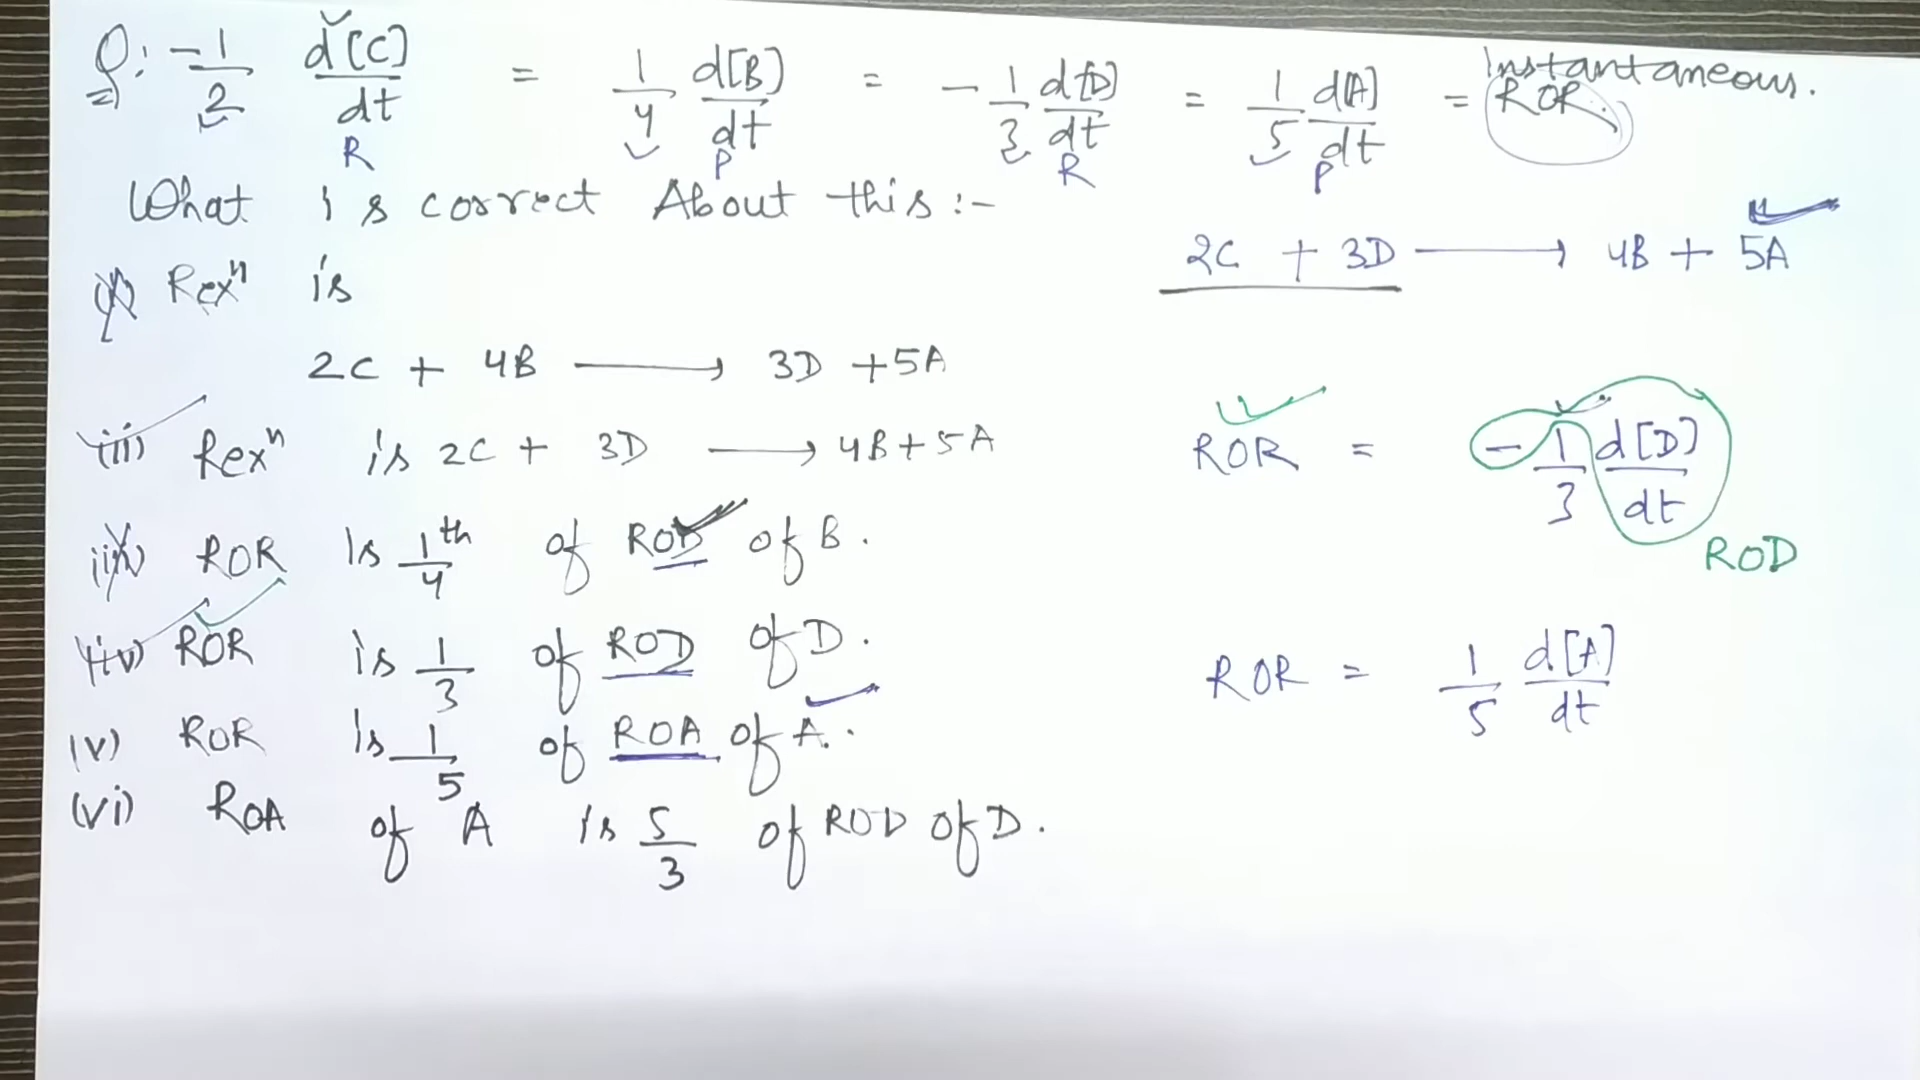 Q: -1/2 d[C]/dt = 1/4 d[B]/dt = -1/3 d[D]/dt = 1/5 d[A]/dt = Instantaneous. ROR.
R P R P
What is correct About this :-
2C + 3D → 4B + 5A
(i) Rexⁿ is
2C + 4B → 3D + 5A
(ii) Rexⁿ is 2C + 3D → 4B + 5A
ROR = -1/3 d[D]/dt
ROD
iii) ROR is 1/4 th of ROD of B.
(iv) ROR is 1/3 of ROD of D.
ROR = 1/5 d[A]/dt
(v) ROR is 1/5 of ROA of A.
(vi) ROA of A is 5/3 of ROD of D.